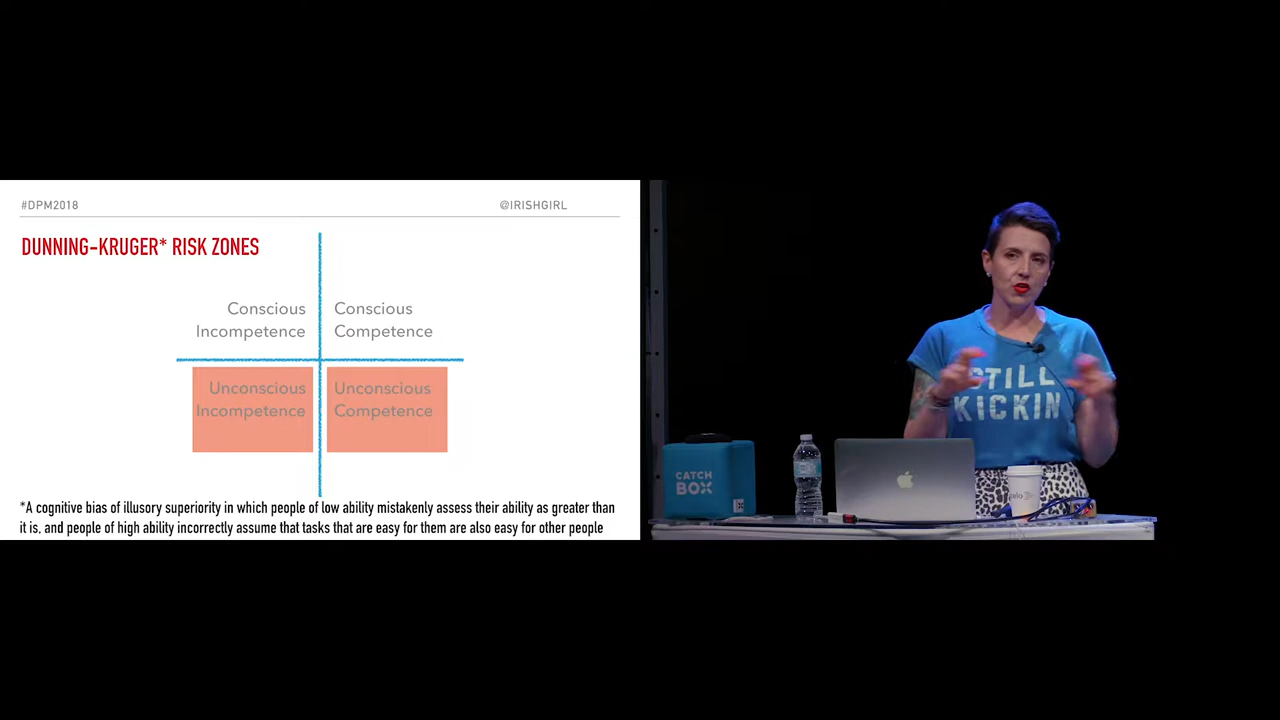 #DPM2018
@IRISHGIRL
DUNNING-KRUGER* RISK ZONES
Conscious
Incompetence
Conscious
Competence
Unconscious
Incompetence
Unconscious
Competence
*A cognitive bias of illusory superiority in which people of low ability mistakenly assess their ability as greater than
it is, and people of high ability incorrectly assume that tasks that are easy for them are also easy for other people
STILL
KICKIN
CATCH
BOX